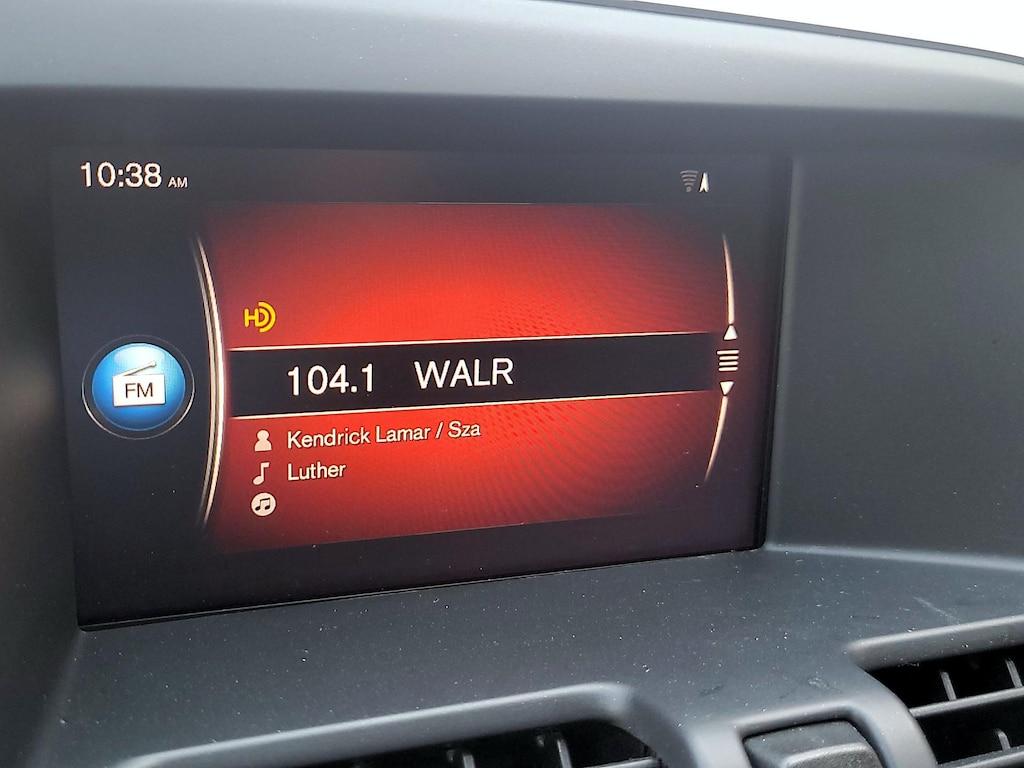 10:38 AM
HD
104.1 WALR
FM
Kendrick Lamar / Sza
Luther